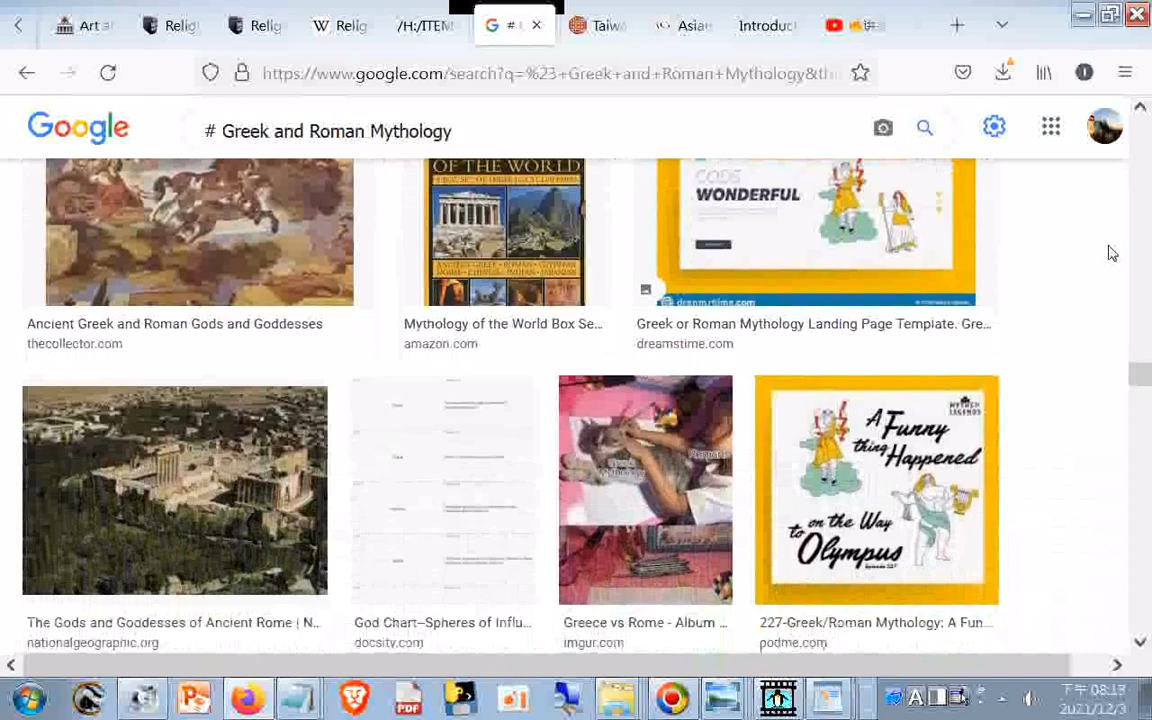 Art a
Relig
Relig
Relig
/H:/ITEM
# G
Taiw
Asian
Introduc
https://www.google.com/search?q=%23+Greek+and+Roman+Mythology&th
Google
# Greek and Roman Mythology
OF THE WORLD
CODE
WONDERFUL
dreamstime.com
Ancient Greek and Roman Gods and Goddesses
thecollector.com
Mythology of the World Box Se...
amazon.com
Greek or Roman Mythology Landing Page Template. Gre...
dreamstime.com
A
Funny
thing Happened
on the Way
to Olympus
The Gods and Goddesses of Ancient Rome | N...
nationalgeographic.org
God Chart–Spheres of Influ...
docsity.com
Greece vs Rome - Album ...
imgur.com
227-Greek/Roman Mythology: A Fun...
podme.com
PDF
A
下午 08:13
2021/12/3